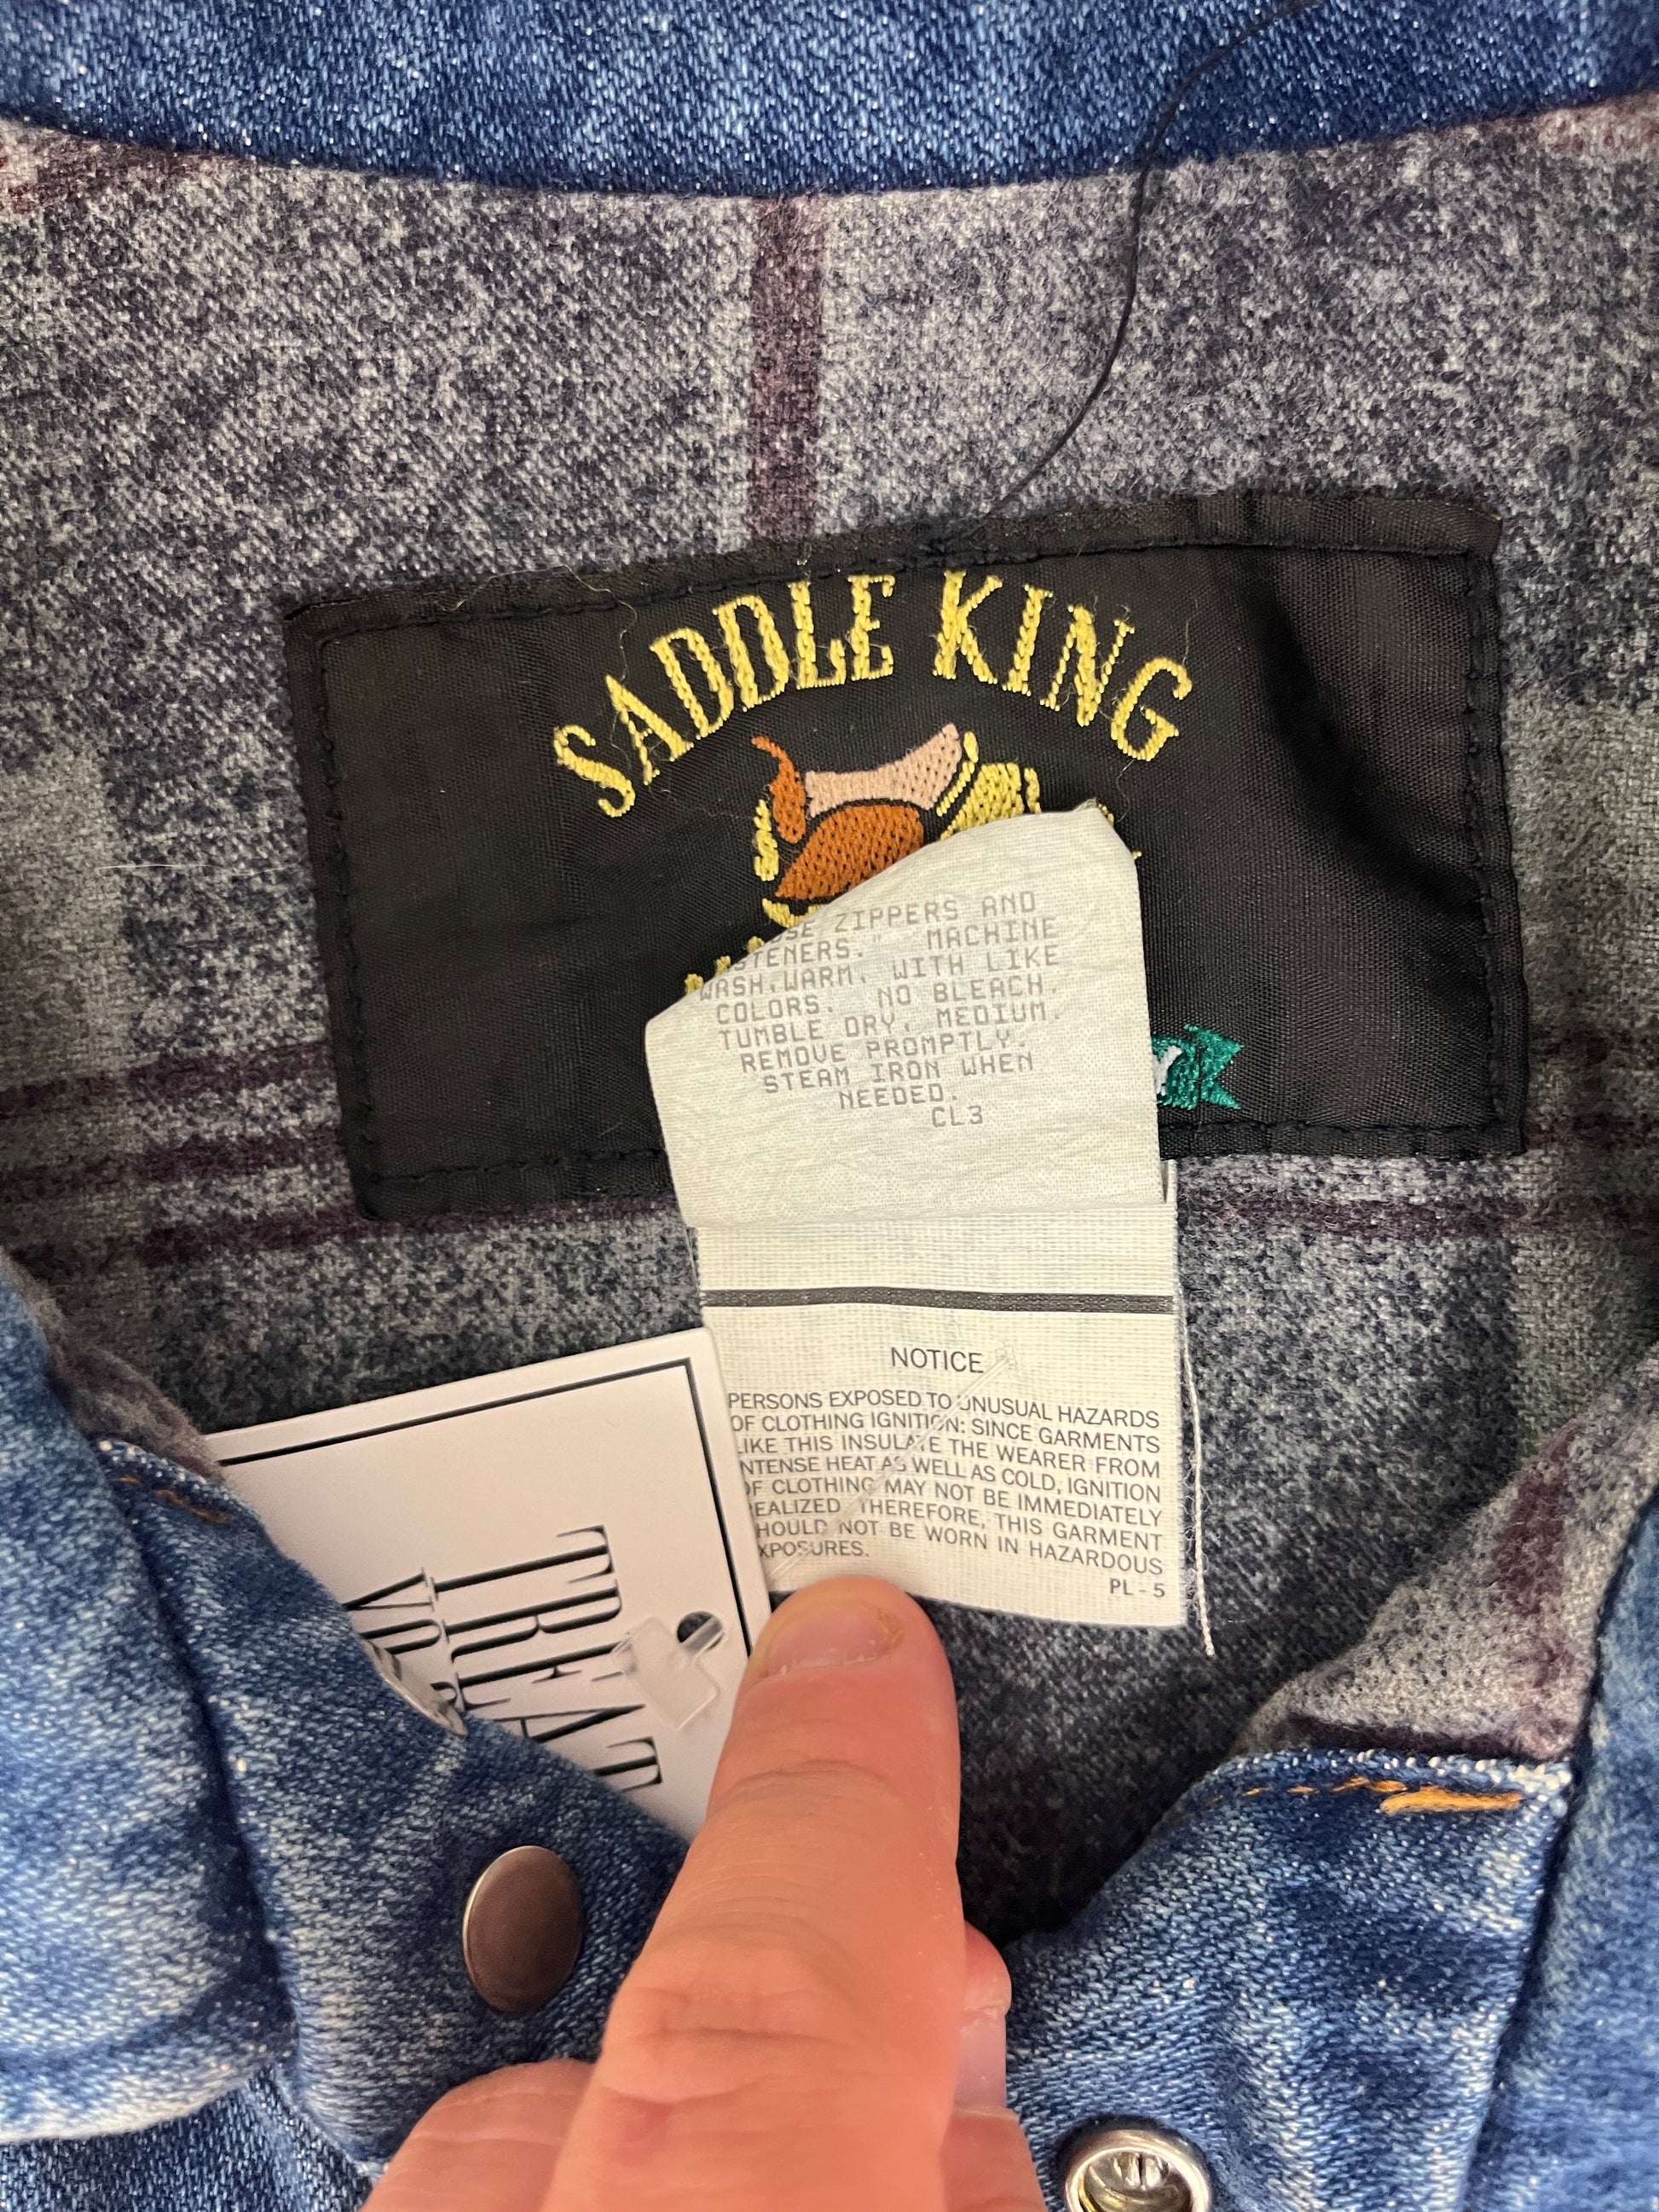 SADDLE KING
ZIPPERS AND
MACHINE
WASH, WARM, WITH LIKE
COLORS. NO BLEACH.
TUMBLE DRY, MEDIUM.
REMOVE PROMPTLY.
STEAM IRON WHEN
NEEDED.
CL3
NOTICE
PERSONS EXPOSED TO UNUSUAL HAZARDS
OF CLOTHING IGNITION: SINCE GARMENTS
LIKE THIS INSULATE THE WEARER FROM
INTENSE HEAT AS WELL AS COLD, IGNITION
OF CLOTHING MAY NOT BE IMMEDIATELY
REALIZED THEREFORE, THIS GARMENT
SHOULD NOT BE WORN IN HAZARDOUS
EXPOSURES.
PL-5
TREAT